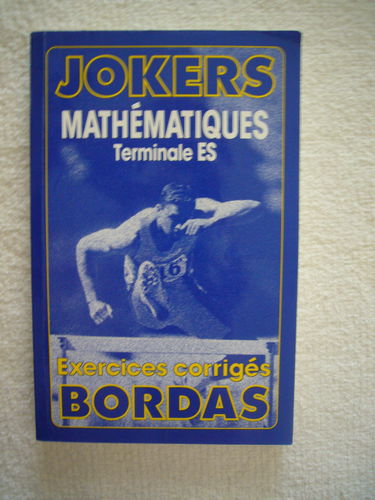 JOKERS
MATHÉMATIQUES
Terminale ES
6
Exercices corrigés
BORDAS